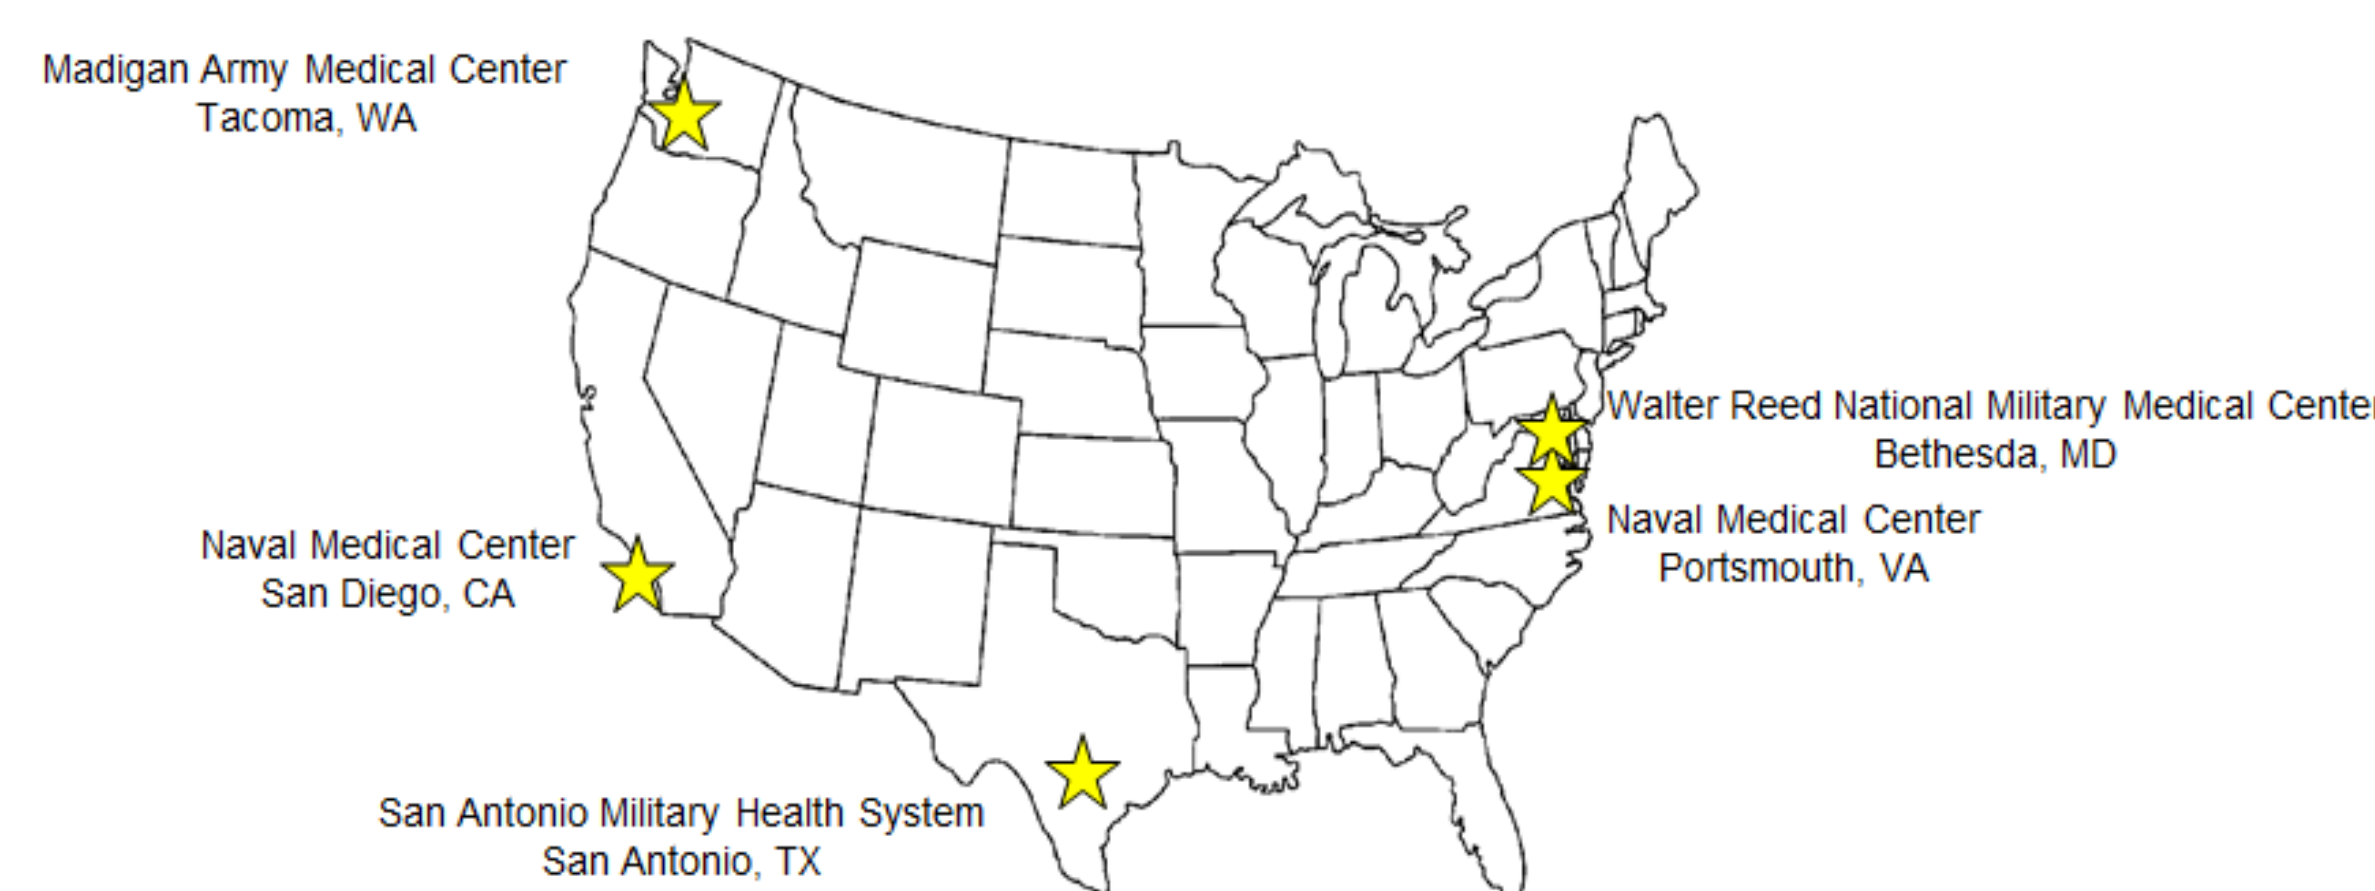 Madigan Army Medical Center
Tacoma, WA
Walter Reed National Military Medical Center
Bethesda, MD
Naval Medical Center
Portsmouth, VA
Naval Medical Center
San Diego, CA
San Antonio Military Health System
San Antonio, TX